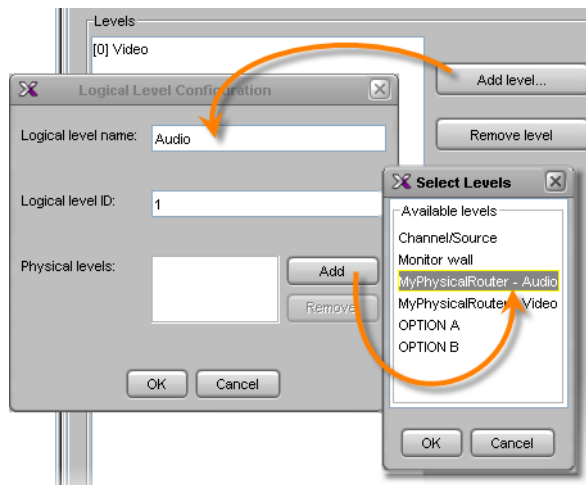 Levels
[0] Video
Add level...
Remove level
Logical Level Configuration
Logical level name:
Audio
Logical level ID:
1
Physical levels:
Add
Remove
OK
Cancel
Select Levels
Available levels
Channel/Source
Monitor wall
MyPhysicalRouter - Audio
MyPhysicalRouter - Video
OPTION A
OPTION B
OK
Cancel